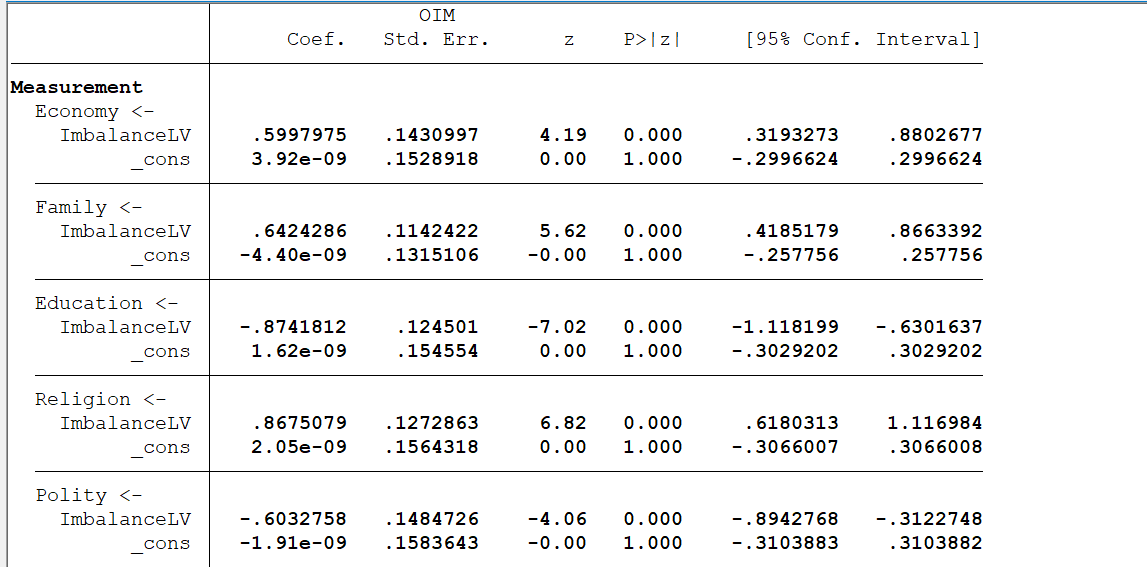 OIM
Coef. Std. Err. z P>|z| [95% Conf. Interval]
Measurement
Economy <-
ImbalanceLV .5997975 .1430997 4.19 0.000 .3193273 .8802677
_cons 3.92e-09 .1528918 0.00 1.000 -.2996624 .2996624
Family <-
ImbalanceLV .6424286 .1142422 5.62 0.000 .4185179 .8663392
_cons -4.40e-09 .1315106 -0.00 1.000 -.257756 .257756
Education <-
ImbalanceLV -.8741812 .124501 -7.02 0.000 -1.118199 -.6301637
_cons 1.62e-09 .154554 0.00 1.000 -.3029202 .3029202
Religion <-
ImbalanceLV .8675079 .1272863 6.82 0.000 .6180313 1.116984
_cons 2.05e-09 .1564318 0.00 1.000 -.3066007 .3066008
Polity <-
ImbalanceLV -.6032758 .1484726 -4.06 0.000 -.8942768 -.3122748
_cons -1.91e-09 .1583643 -0.00 1.000 -.3103883 .3103882